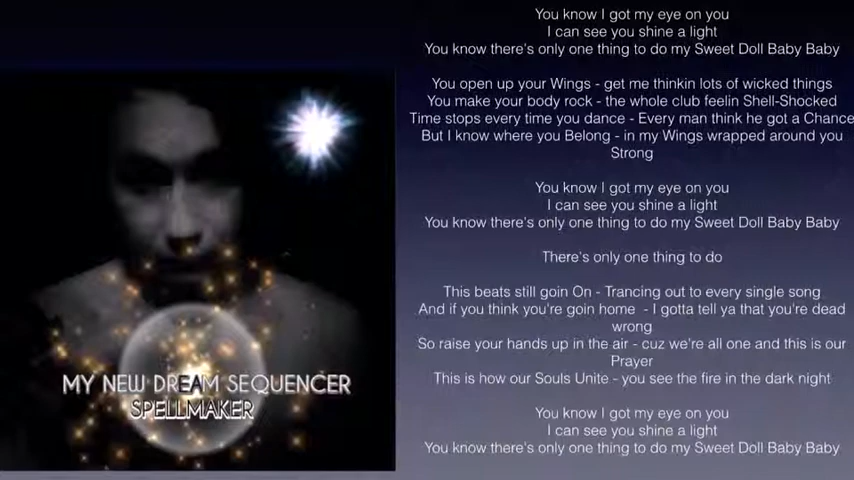 You know I got my eye on you
I can see you shine a light
You know there's only one thing to do my Sweet Doll Baby Baby
You open up your Wings - get me thinkin lots of wicked things
You make your body rock - the whole club feelin Shell-Shocked
Time stops every time you dance - Every man think he got a Chance
But I know where you Belong - in my Wings wrapped around you
Strong
You know I got my eye on you
I can see you shine a light
You know there's only one thing to do my Sweet Doll Baby Baby
There's only one thing to do
This beats still goin On - Trancing out to every single song
And if you think you're goin home - I gotta tell ya that you're dead
wrong
So raise your hands up in the air - cuz we're all one and this is our
Prayer
This is how our Souls Unite - you see the fire in the dark night
You know I got my eye on you
I can see you shine a light
You know there's only one thing to do my Sweet Doll Baby Baby
MY NEW DREAM SEQUENCER
SPELLMAKER